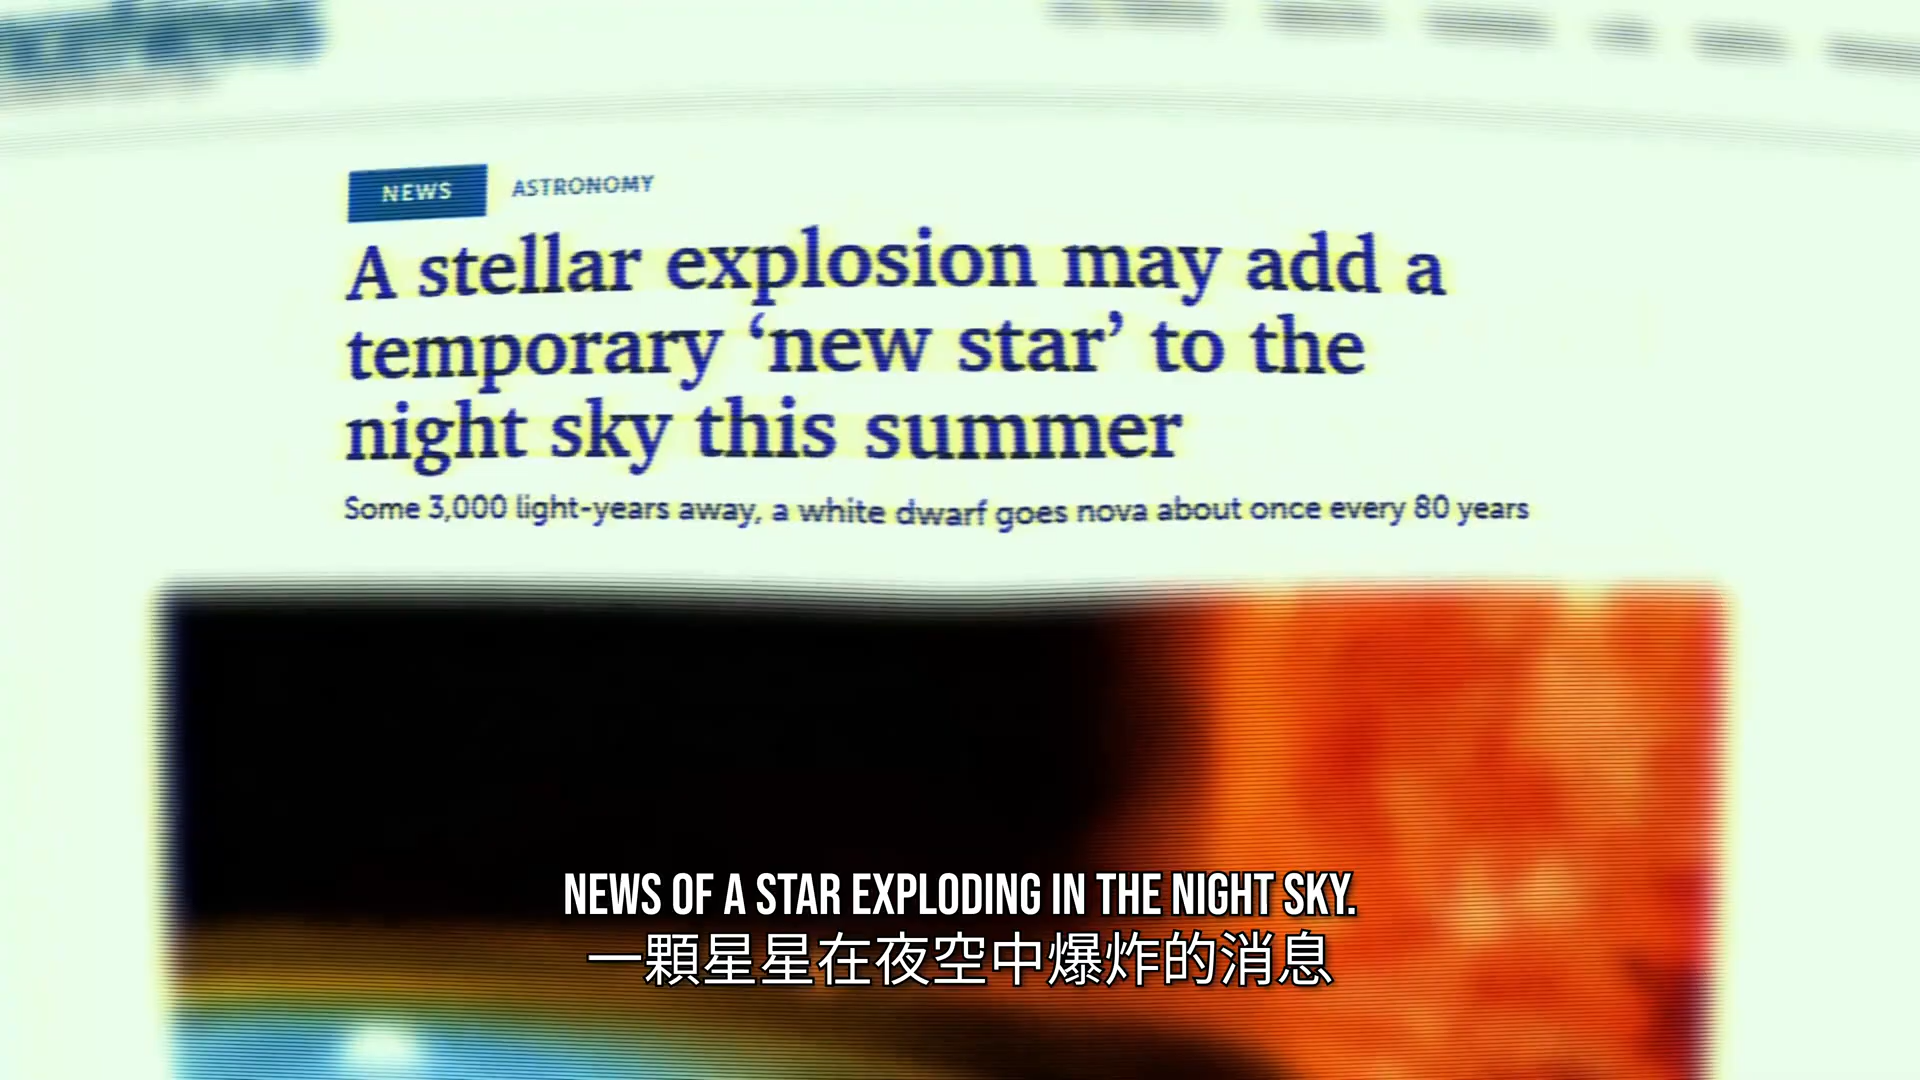 NEWS ASTRONOMY
A stellar explosion may add a
temporary ‘new star’ to the
night sky this summer
Some 3,000 light-years away, a white dwarf goes nova about once every 80 years
NEWS OF A STAR EXPLODING IN THE NIGHT SKY.
一顆星星在夜空中爆炸的消息